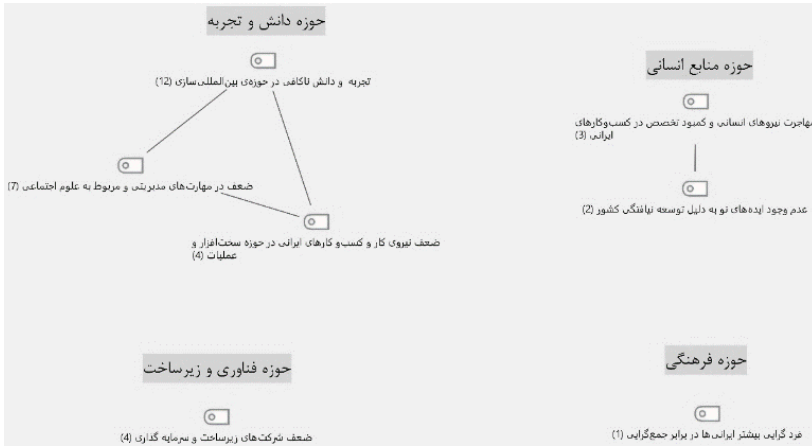 حوزه دانش و تجربه
تجربه و دانش ناکافی در حوزه‌ی بین‌المللی‌سازی (12)
ضعف در مهارت‌های مدیریتی و مربوط به علوم اجتماعی (7)
ضعف نیروی کار و کسب‌و کارهای ایرانی در حوزه سخت‌افزار و
عملیات (4)
حوزه منابع انسانی
مهاجرت نیروهای انسانی و کمبود تخصص در کسب‌وکارهای
ایرانی (3)
عدم وجود ایده‌های نو به دلیل توسعه نیافتگی کشور (2)
حوزه فناوری و زیرساخت
ضعف شرکت‌های زیرساخت و سرمایه گذاری (4)
حوزه فرهنگی
فرد گرایی بیشتر ایرانی‌ها در برابر جمع‌گرایی (1)